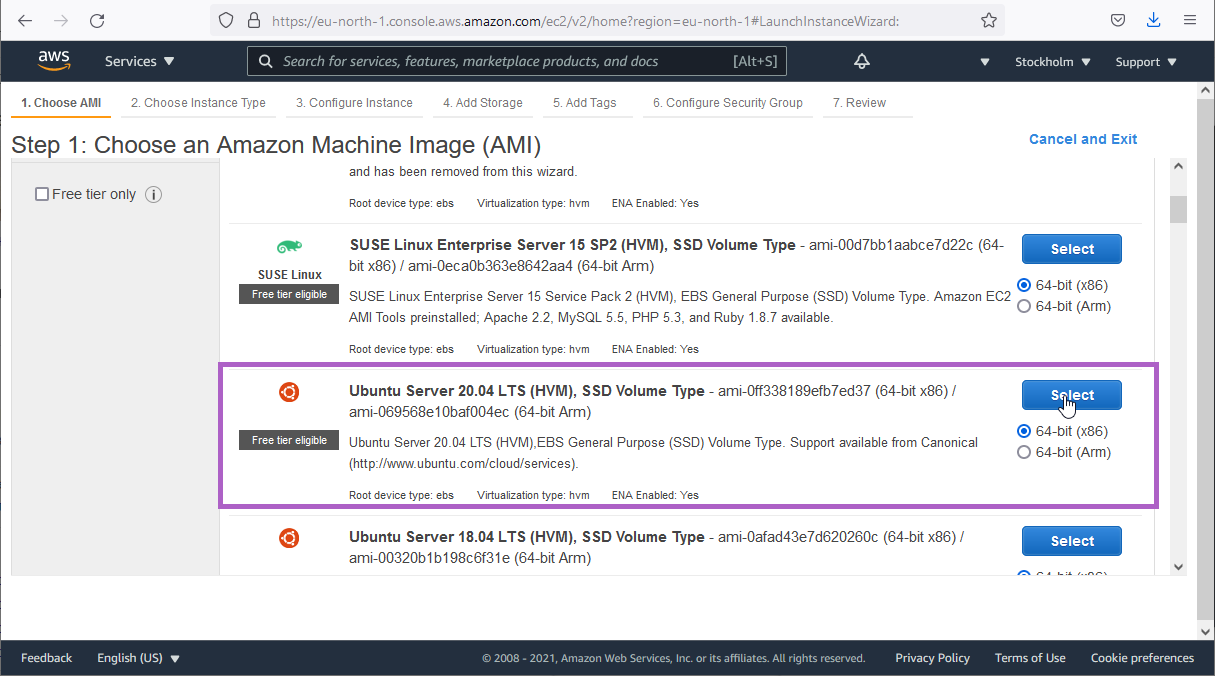 https://eu-north-1.console.aws.amazon.com/ec2/v2/home?region=eu-north-1#LaunchInstanceWizard:
aws Services Search for services, features, marketplace products, and docs [Alt+S] Stockholm Support
1. Choose AMI 2. Choose Instance Type 3. Configure Instance 4. Add Storage 5. Add Tags 6. Configure Security Group 7. Review
Step 1: Choose an Amazon Machine Image (AMI) Cancel and Exit
Free tier only i
and has been removed from this wizard.
Root device type: ebs Virtualization type: hvm ENA Enabled: Yes
SUSE Linux
Free tier eligible
SUSE Linux Enterprise Server 15 SP2 (HVM), SSD Volume Type - ami-00d7bb1aabce7d22c (64-
bit x86) / ami-0eca0b363e8642aa4 (64-bit Arm)
SUSE Linux Enterprise Server 15 Service Pack 2 (HVM), EBS General Purpose (SSD) Volume Type. Amazon EC2
AMI Tools preinstalled; Apache 2.2, MySQL 5.5, PHP 5.3, and Ruby 1.8.7 available.
Root device type: ebs Virtualization type: hvm ENA Enabled: Yes
Select
64-bit (x86)
64-bit (Arm)
Free tier eligible
Ubuntu Server 20.04 LTS (HVM), SSD Volume Type - ami-0ff338189efb7ed37 (64-bit x86) /
ami-069568e10baf004ec (64-bit Arm)
Ubuntu Server 20.04 LTS (HVM),EBS General Purpose (SSD) Volume Type. Support available from Canonical
(http://www.ubuntu.com/cloud/services).
Root device type: ebs Virtualization type: hvm ENA Enabled: Yes
Select
64-bit (x86)
64-bit (Arm)
Ubuntu Server 18.04 LTS (HVM), SSD Volume Type - ami-0afad43e7d620260c (64-bit x86) /
ami-00320b1b198c6f31e (64-bit Arm)
Select
64-bit (x86)
Feedback English (US) © 2008 - 2021, Amazon Web Services, Inc. or its affiliates. All rights reserved. Privacy Policy Terms of Use Cookie preferences